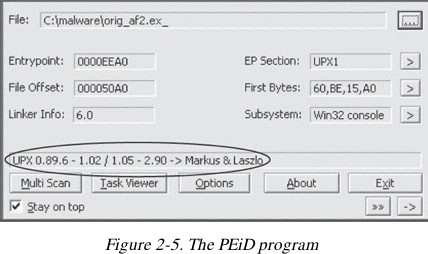 File: C:\malware\orig_af2.ex_ ...
Entrypoint: 0000EEA0 EP Section: UPX1 >
File Offset: 000050A0 First Bytes: 60,BE,15,A0 >
Linker Info: 6.0 Subsystem: Win32 console >
UPX 0.89.6 - 1.02 / 1.05 - 2.90 -> Markus & Laszlo
Multi Scan Task Viewer Options About Exit
Stay on top >> ->
Figure 2-5. The PEiD program